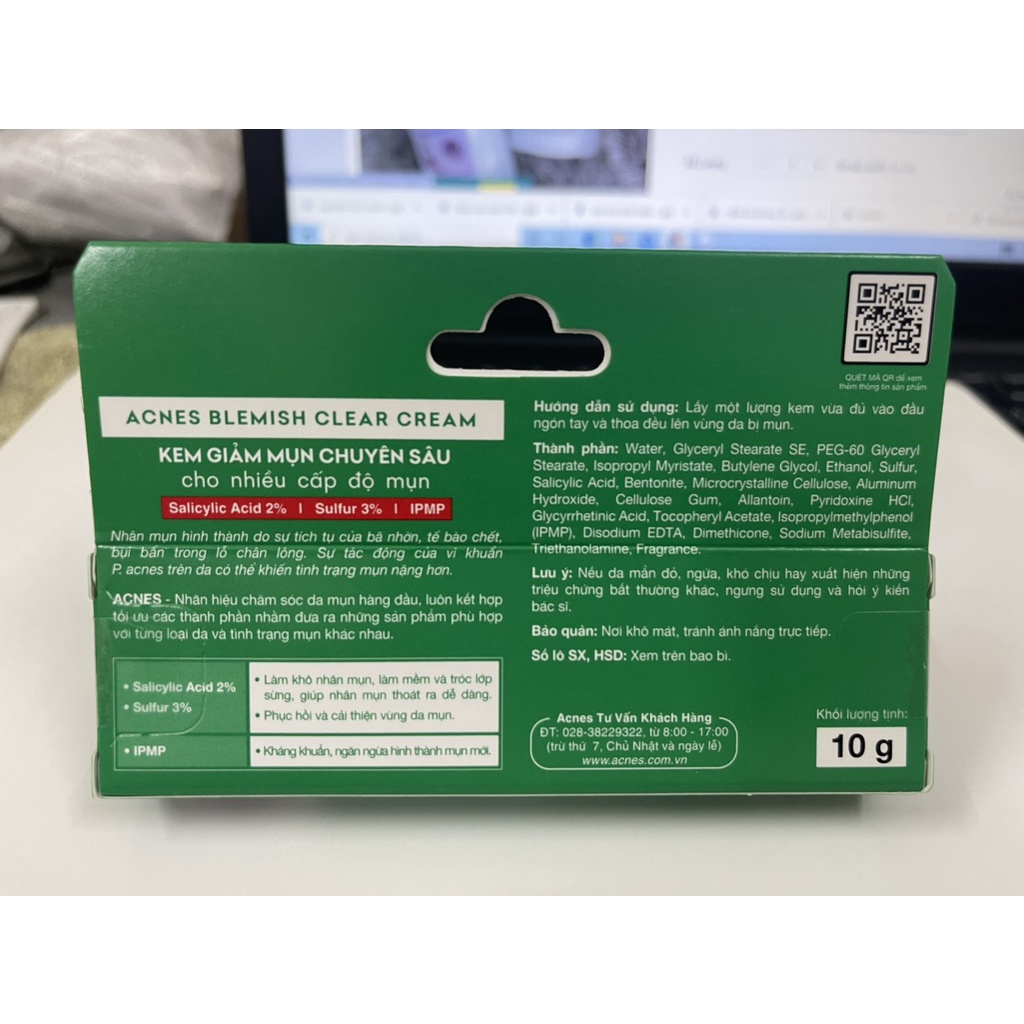 QUÉT MÃ QR để xem
thêm thông tin sản phẩm
ACNES BLEMISH CLEAR CREAM
KEM GIẢM MỤN CHUYÊN SÂU
cho nhiều cấp độ mụn
Salicylic Acid 2% | Sulfur 3% | IPMP
Nhân mụn hình thành do sự tích tụ của bã nhờn, tế bào chết,
bụi bẩn trong lỗ chân lông. Sự tác động của vi khuẩn
P. acnes trên da có thể khiến tình trạng mụn nặng hơn.
ACNES - Nhãn hiệu chăm sóc da mụn hàng đầu, luôn kết hợp
tối ưu các thành phần nhằm đưa ra những sản phẩm phù hợp
với từng loại da và tình trạng mụn khác nhau.
• Salicylic Acid 2%
• Sulfur 3%
• Làm khô nhân mụn, làm mềm và tróc lớp
sừng, giúp nhân mụn thoát ra dễ dàng.
• Phục hồi và cải thiện vùng da mụn.
• IPMP
• Kháng khuẩn, ngăn ngừa hình thành mụn mới.
Hướng dẫn sử dụng: Lấy một lượng kem vừa đủ vào đầu
ngón tay và thoa đều lên vùng da bị mụn.
Thành phần: Water, Glyceryl Stearate SE, PEG-60 Glyceryl
Stearate, Isopropyl Myristate, Butylene Glycol, Ethanol, Sulfur,
Salicylic Acid, Bentonite, Microcrystalline Cellulose, Aluminum
Hydroxide, Cellulose Gum, Allantoin, Pyridoxine HCl,
Glycyrrhetinic Acid, Tocopheryl Acetate, Isopropylmethylphenol
(IPMP), Disodium EDTA, Dimethicone, Sodium Metabisulfite,
Triethanolamine, Fragrance.
Lưu ý: Nếu da mẩn đỏ, ngứa, khó chịu hay xuất hiện những
triệu chứng bất thường khác, ngưng sử dụng và hỏi ý kiến
bác sĩ.
Bảo quản: Nơi khô mát, tránh ánh nắng trực tiếp.
Số lô SX, HSD: Xem trên bao bì.
Acnes Tư Vấn Khách Hàng
ĐT: 028-38229322, từ 8:00 - 17:00
(trừ thứ 7, Chủ Nhật và ngày lễ)
www.acnes.com.vn
Khối lượng tịnh:
10 g